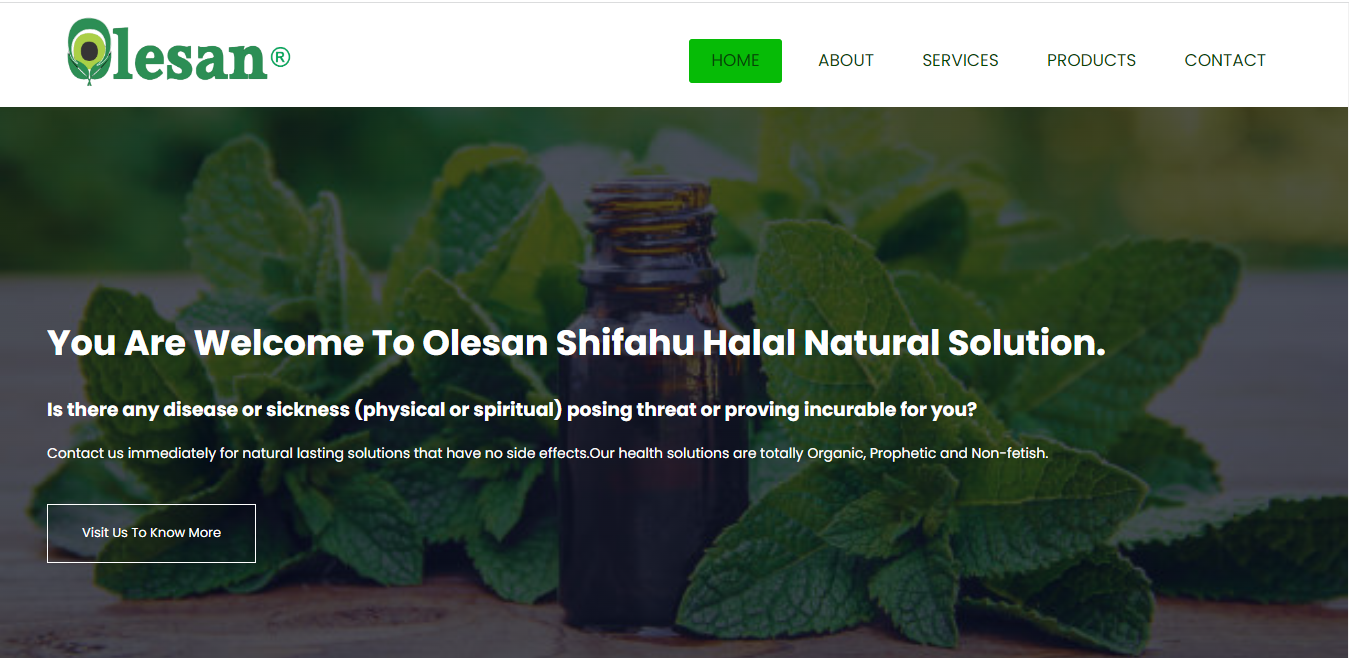 Olesan®
HOME ABOUT SERVICES PRODUCTS CONTACT
You Are Welcome To Olesan Shifahu Halal Natural Solution.
Is there any disease or sickness (physical or spiritual) posing threat or proving incurable for you?
Contact us immediately for natural lasting solutions that have no side effects.Our health solutions are totally Organic, Prophetic and Non-fetish.
Visit Us To Know More